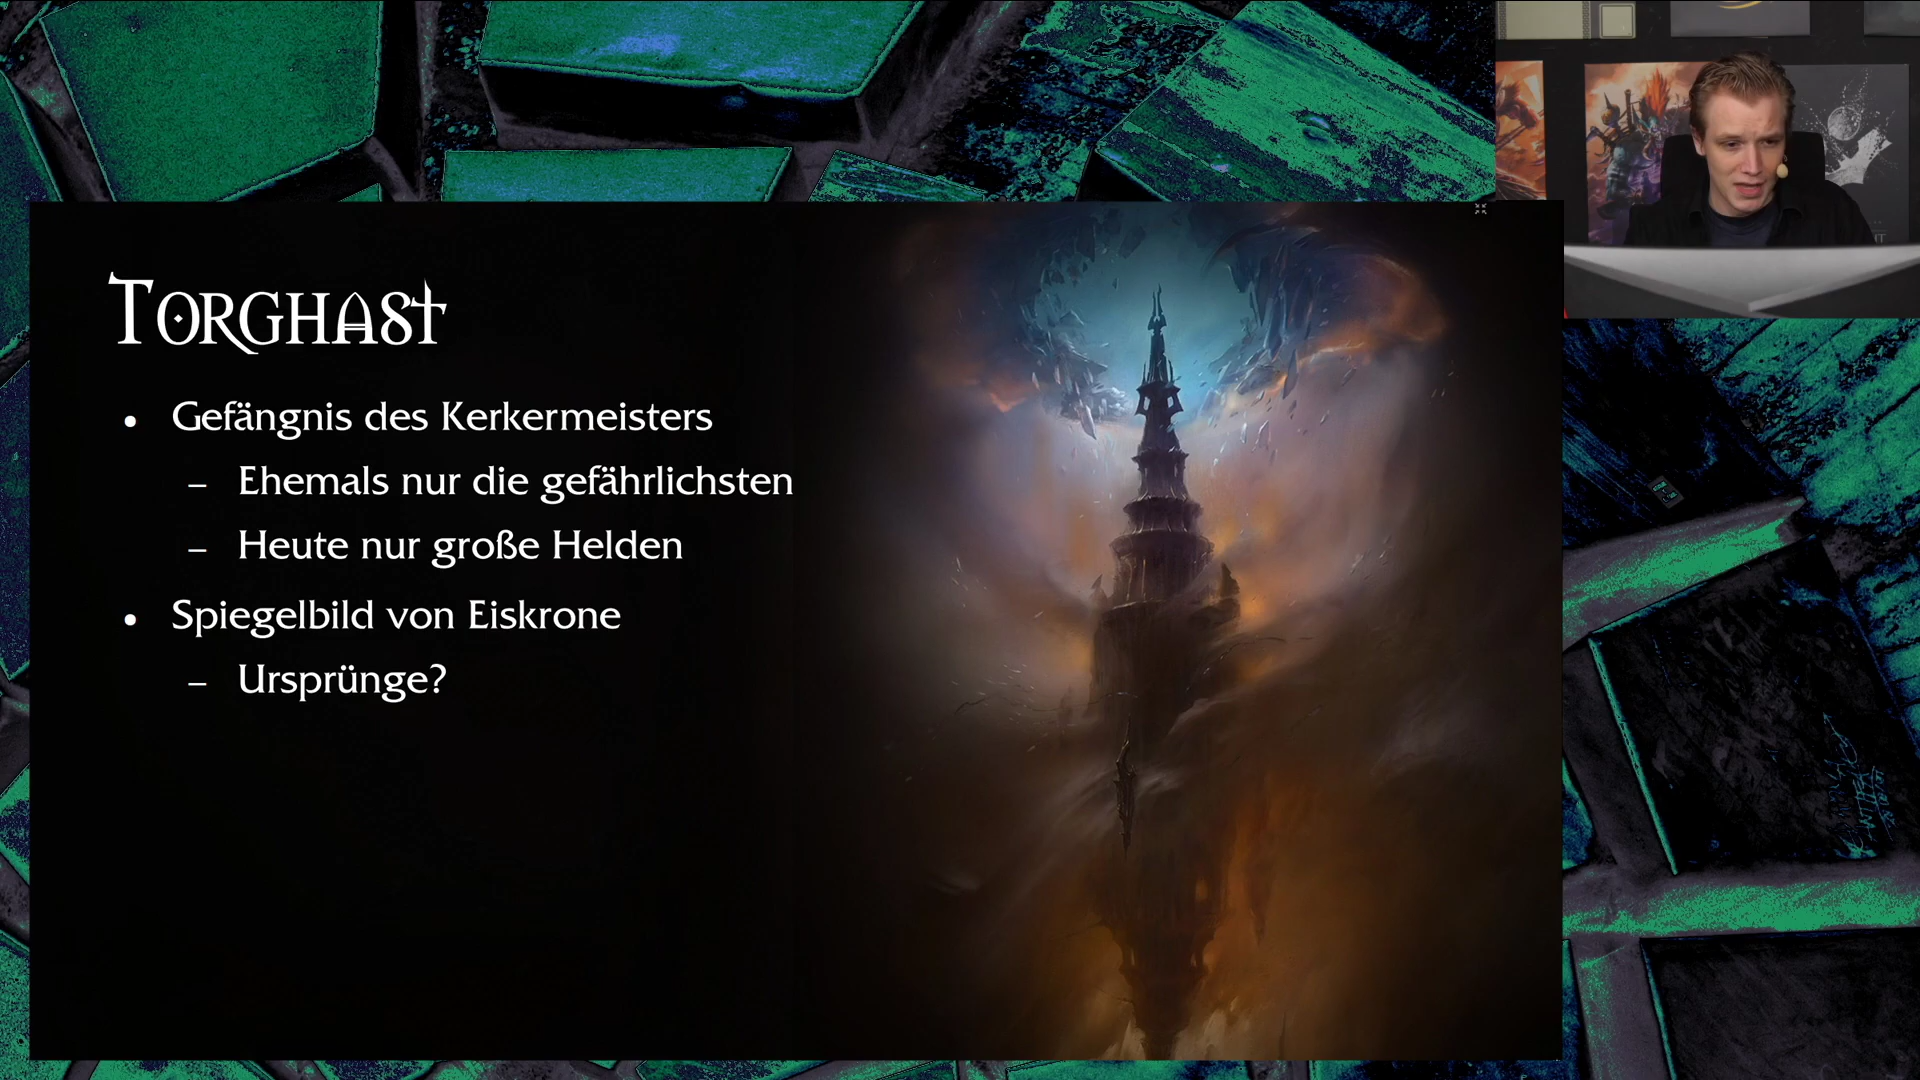 TORGHAST
• Gefängnis des Kerkermeisters
– Ehemals nur die gefährlichsten
– Heute nur große Helden
• Spiegelbild von Eiskrone
– Ursprünge?